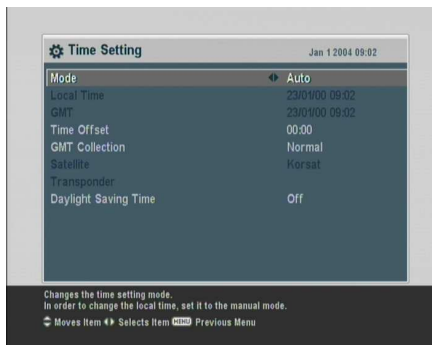 Time Setting Jan 1 2004 09:02
Mode Auto
Local Time 23/01/00 09:02
GMT 23/01/00 09:02
Time Offset 00:00
GMT Collection Normal
Satellite Korsat
Transponder
Daylight Saving Time Off
Changes the time setting mode.
In order to change the local time, set it to the manual mode.
Moves Item Selects Item MENU Previous Menu